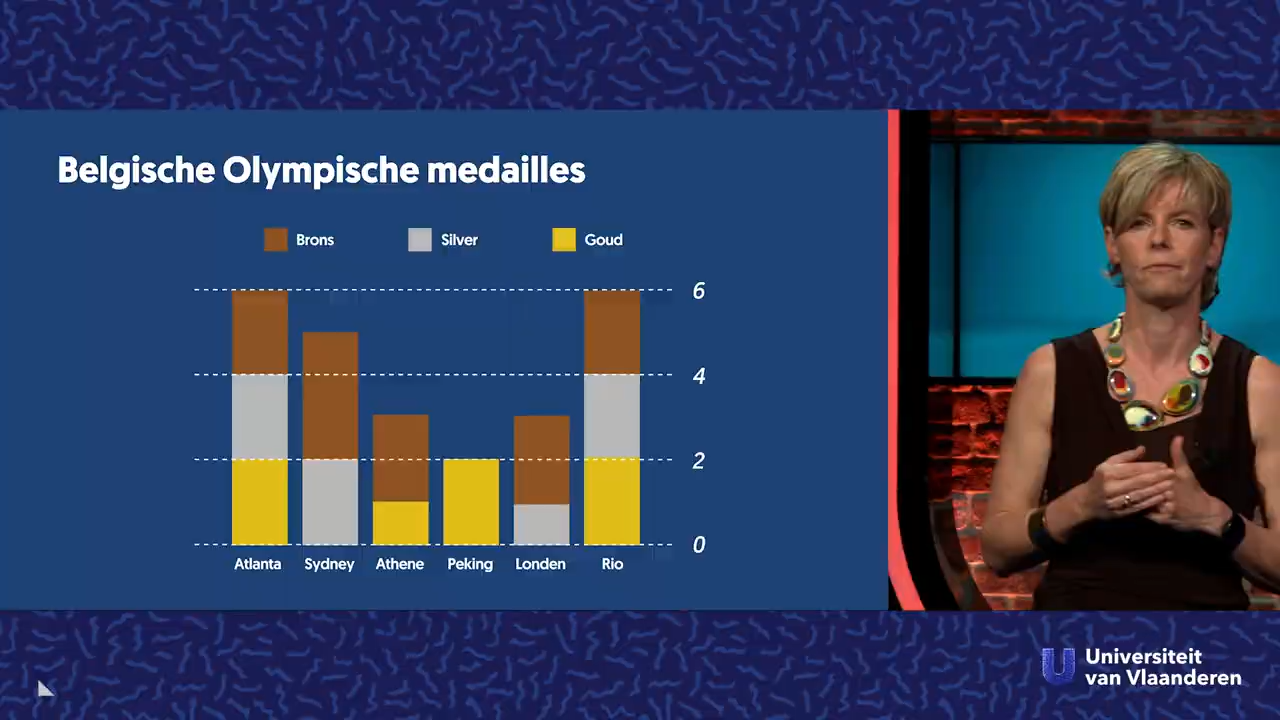 Belgische Olympische medailles
Brons Silver Goud
6
4
2
0
Atlanta Sydney Athene Peking Londen Rio
Universiteit
van Vlaanderen